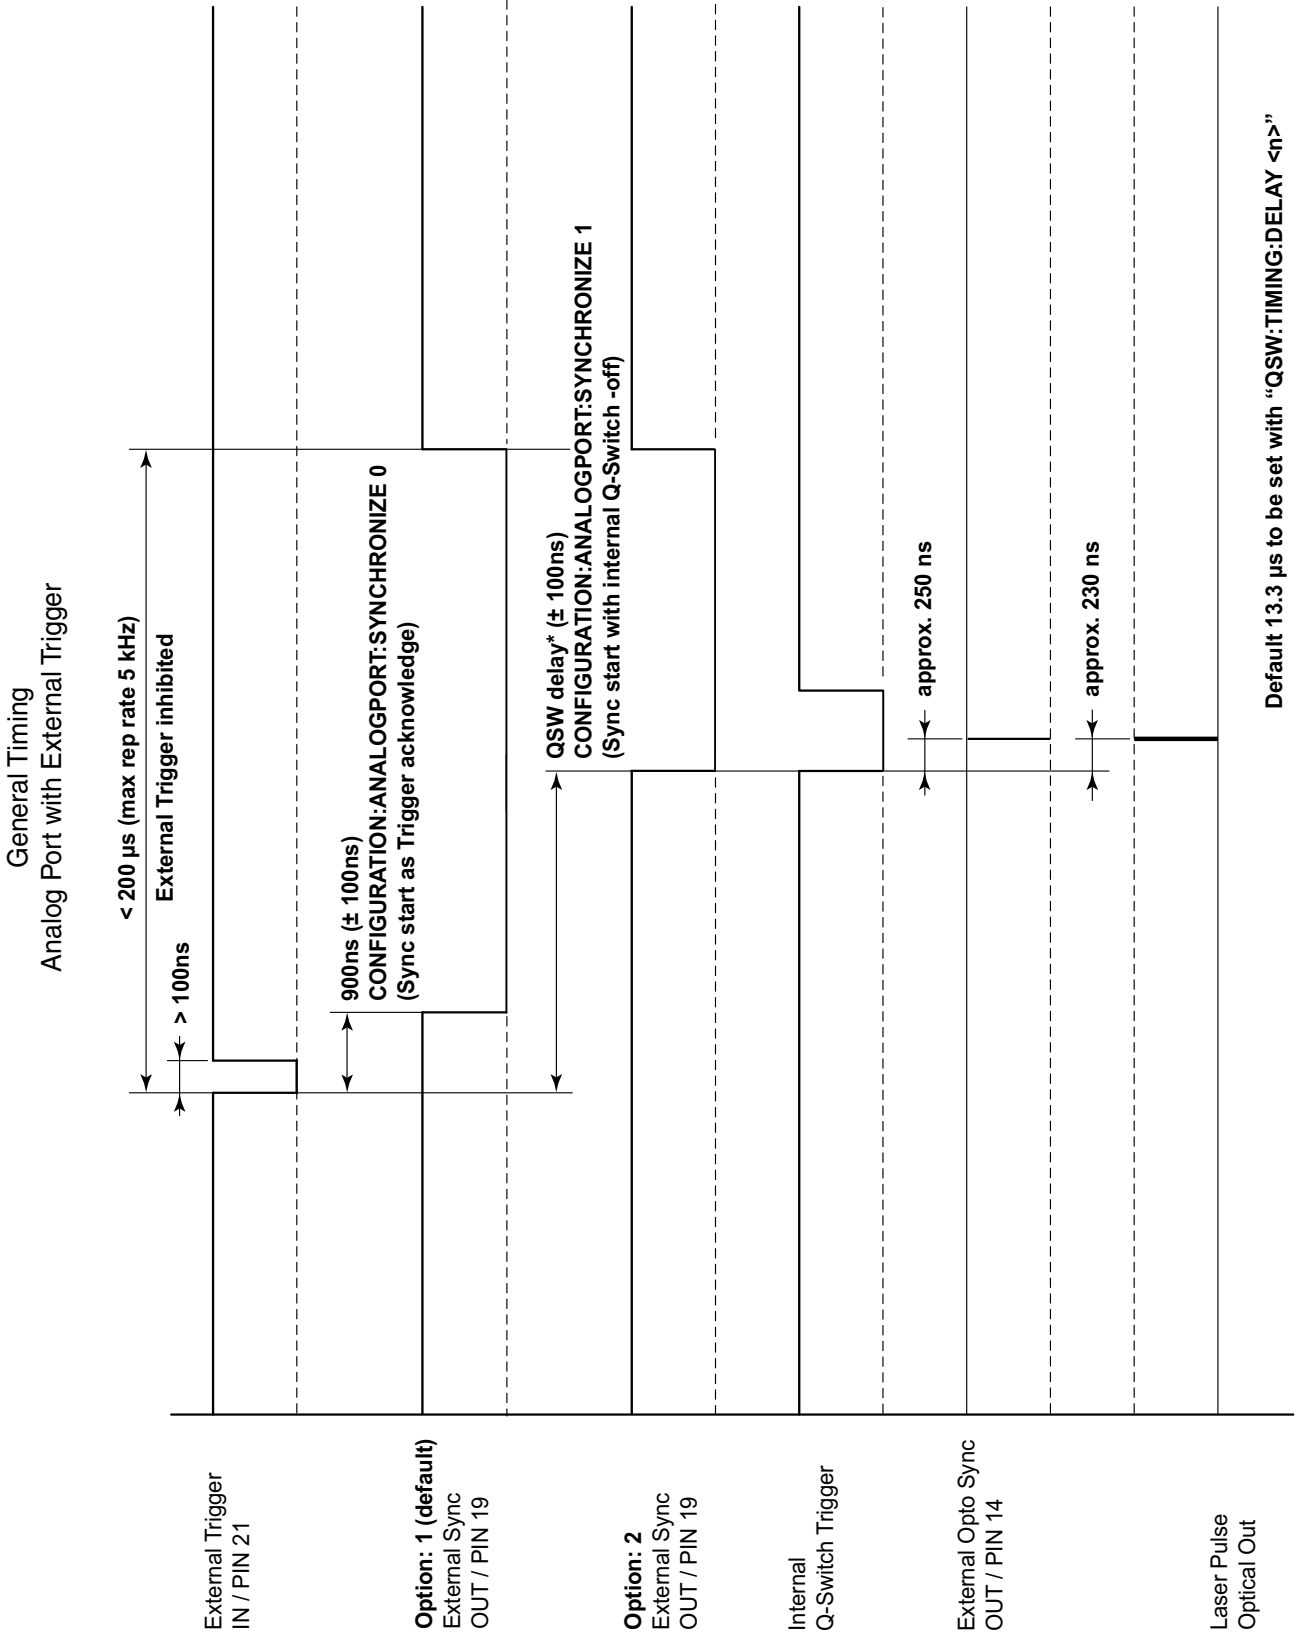 General Timing
Analog Port with External Trigger
< 200 µs (max rep rate 5 kHz)
External Trigger inhibited
> 100ns
External Trigger
IN / PIN 21
900ns (± 100ns)
CONFIGURATION:ANALOGPORT:SYNCHRONIZE 0
(Sync start as Trigger acknowledge)
Option: 1 (default)
External Sync
OUT / PIN 19
QSW delay* (± 100ns)
CONFIGURATION:ANALOGPORT:SYNCHRONIZE 1
(Sync start with internal Q-Switch -off)
Option: 2
External Sync
OUT / PIN 19
Internal
Q-Switch Trigger
approx. 250 ns
External Opto Sync
OUT / PIN 14
approx. 230 ns
Laser Pulse
Optical Out
Default 13.3 µs to be set with “QSW:TIMING:DELAY <n>”